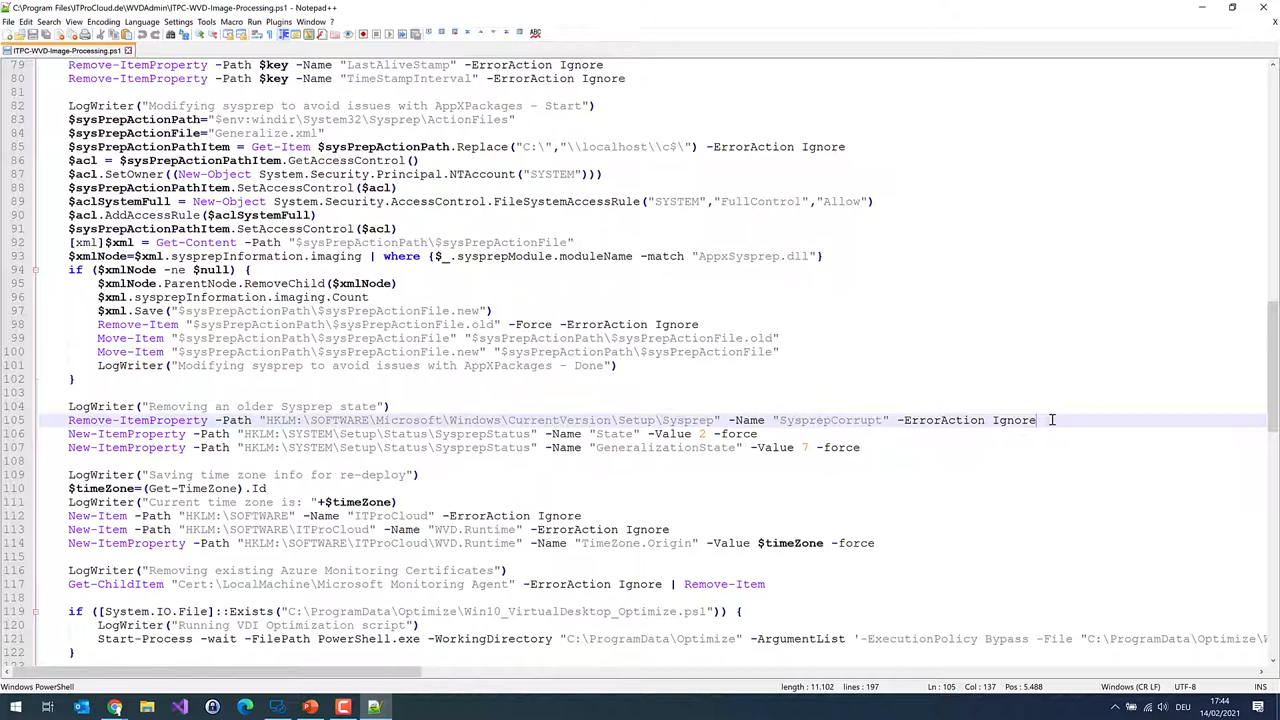 C:\Program Files\ITProCloud.de\WVDAdmin\ITPC-WVD-Image-Processing.ps1 - Notepad++
File Edit Search View Encoding Language Settings Tools Macro Run Plugins Window ?
ITPC-WVD-Image-Processing.ps1
79 Remove-ItemProperty -Path $key -Name "LastAliveStamp" -ErrorAction Ignore
80 Remove-ItemProperty -Path $key -Name "TimeStampInterval" -ErrorAction Ignore
81
82 LogWriter("Modifying sysprep to avoid issues with AppXPackages - Start")
83 $sysPrepActionPath="$env:windir\System32\Sysprep\ActionFiles"
84 $sysPrepActionFile="Generalize.xml"
85 $sysPrepActionPathItem = Get-Item $sysPrepActionPath.Replace("C:\","\\localhost\c$\") -ErrorAction Ignore
86 $acl = $sysPrepActionPathItem.GetAccessControl()
87 $acl.SetOwner((New-Object System.Security.Principal.NTAccount("SYSTEM")))
88 $sysPrepActionPathItem.SetAccessControl($acl)
89 $aclSystemFull = New-Object System.Security.AccessControl.FileSystemAccessRule("SYSTEM","FullControl","Allow")
90 $acl.AddAccessRule($aclSystemFull)
91 $sysPrepActionPathItem.SetAccessControl($acl)
92 [xml]$xml = Get-Content -Path "$sysPrepActionPath\$sysPrepActionFile"
93 $xmlNode=$xml.sysprepInformation.imaging | where {$_.sysprepModule.moduleName -match "AppxSysprep.dll"}
94 if ($xmlNode -ne $null) {
95 $xmlNode.ParentNode.RemoveChild($xmlNode)
96 $xml.sysprepInformation.imaging.Count
97 $xml.Save("$sysPrepActionPath\$sysPrepActionFile.new")
98 Remove-Item "$sysPrepActionPath\$sysPrepActionFile.old" -Force -ErrorAction Ignore
99 Move-Item "$sysPrepActionPath\$sysPrepActionFile" "$sysPrepActionPath\$sysPrepActionFile.old"
100 Move-Item "$sysPrepActionPath\$sysPrepActionFile.new" "$sysPrepActionPath\$sysPrepActionFile"
101 LogWriter("Modifying sysprep to avoid issues with AppXPackages - Done")
102 }
103
104 LogWriter("Removing an older Sysprep state")
105 Remove-ItemProperty -Path "HKLM:\SOFTWARE\Microsoft\Windows\CurrentVersion\Setup\Sysprep" -Name "SysprepCorrupt" -ErrorAction Ignore
106 New-ItemProperty -Path "HKLM:\SYSTEM\Setup\Status\SysprepStatus" -Name "State" -Value 2 -force
107 New-ItemProperty -Path "HKLM:\SYSTEM\Setup\Status\SysprepStatus" -Name "GeneralizationState" -Value 7 -force
108
109 LogWriter("Saving time zone info for re-deploy")
110 $timeZone=(Get-TimeZone).Id
111 LogWriter("Current time zone is: "+$timeZone)
112 New-Item -Path "HKLM:\SOFTWARE" -Name "ITProCloud" -ErrorAction Ignore
113 New-Item -Path "HKLM:\SOFTWARE\ITProCloud" -Name "WVD.Runtime" -ErrorAction Ignore
114 New-ItemProperty -Path "HKLM:\SOFTWARE\ITProCloud\WVD.Runtime" -Name "TimeZone.Origin" -Value $timeZone -force
115
116 LogWriter("Removing existing Azure Monitoring Certificates")
117 Get-ChildItem "Cert:\LocalMachine\Microsoft Monitoring Agent" -ErrorAction Ignore | Remove-Item
118
119 if ([System.IO.File]::Exists("C:\ProgramData\Optimize\Win10_VirtualDesktop_Optimize.ps1")) {
120 LogWriter("Running VDI Optimization script")
121 Start-Process -wait -FilePath PowerShell.exe -WorkingDirectory "C:\ProgramData\Optimize" -ArgumentList '-ExecutionPolicy Bypass -File "C:\ProgramData\Optimize\W
122 }
Windows PowerShell length : 11.102 lines : 197 Ln : 105 Col : 137 Pos : 5.488 Windows (CR LF) UTF-8 INS
17:44
DEU
14/02/2021